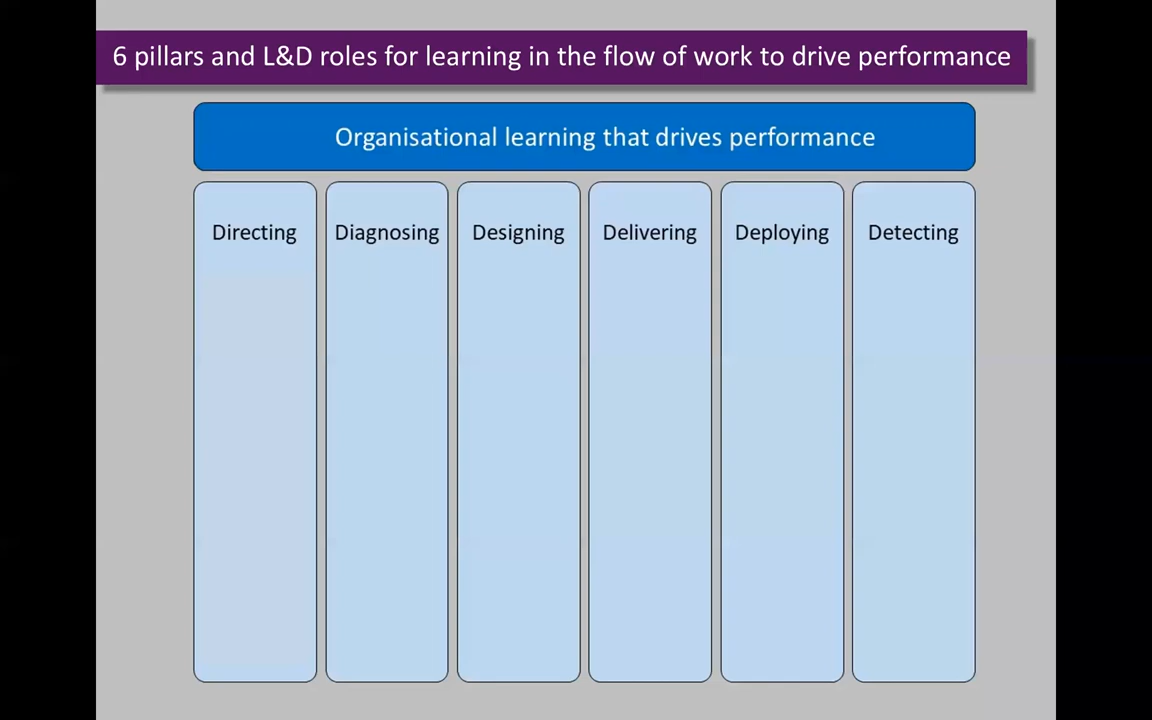 6 pillars and L&D roles for learning in the flow of work to drive performance
Organisational learning that drives performance
Directing
Diagnosing
Designing
Delivering
Deploying
Detecting